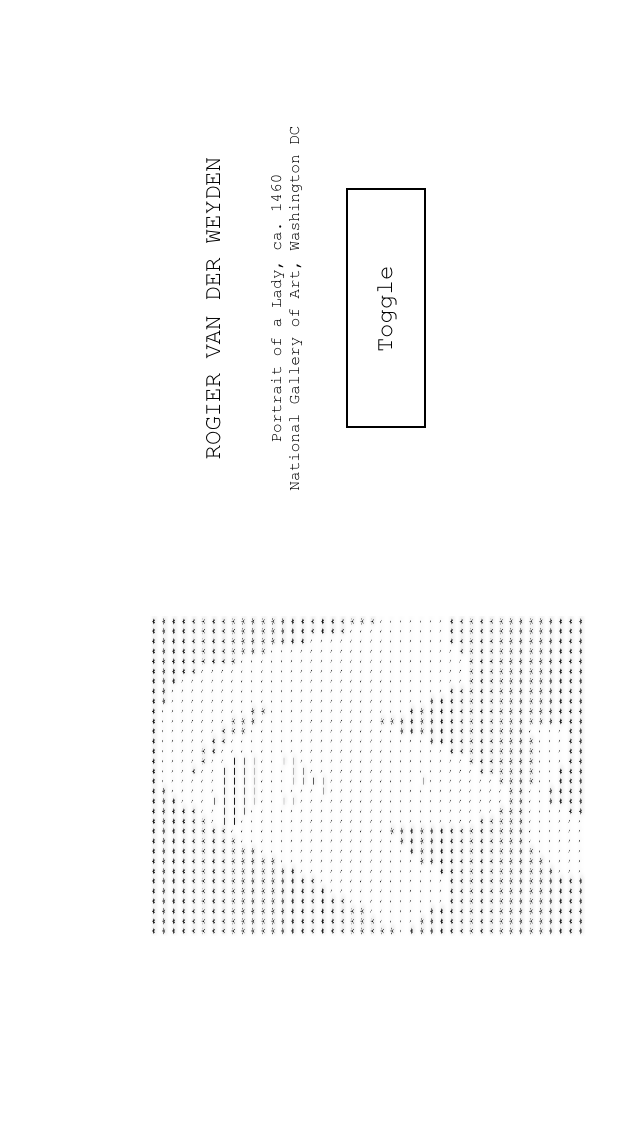 ROGIER VAN DER WEYDEN
Portrait of a Lady, ca. 1460
National Gallery of Art, Washington DC
Toggle